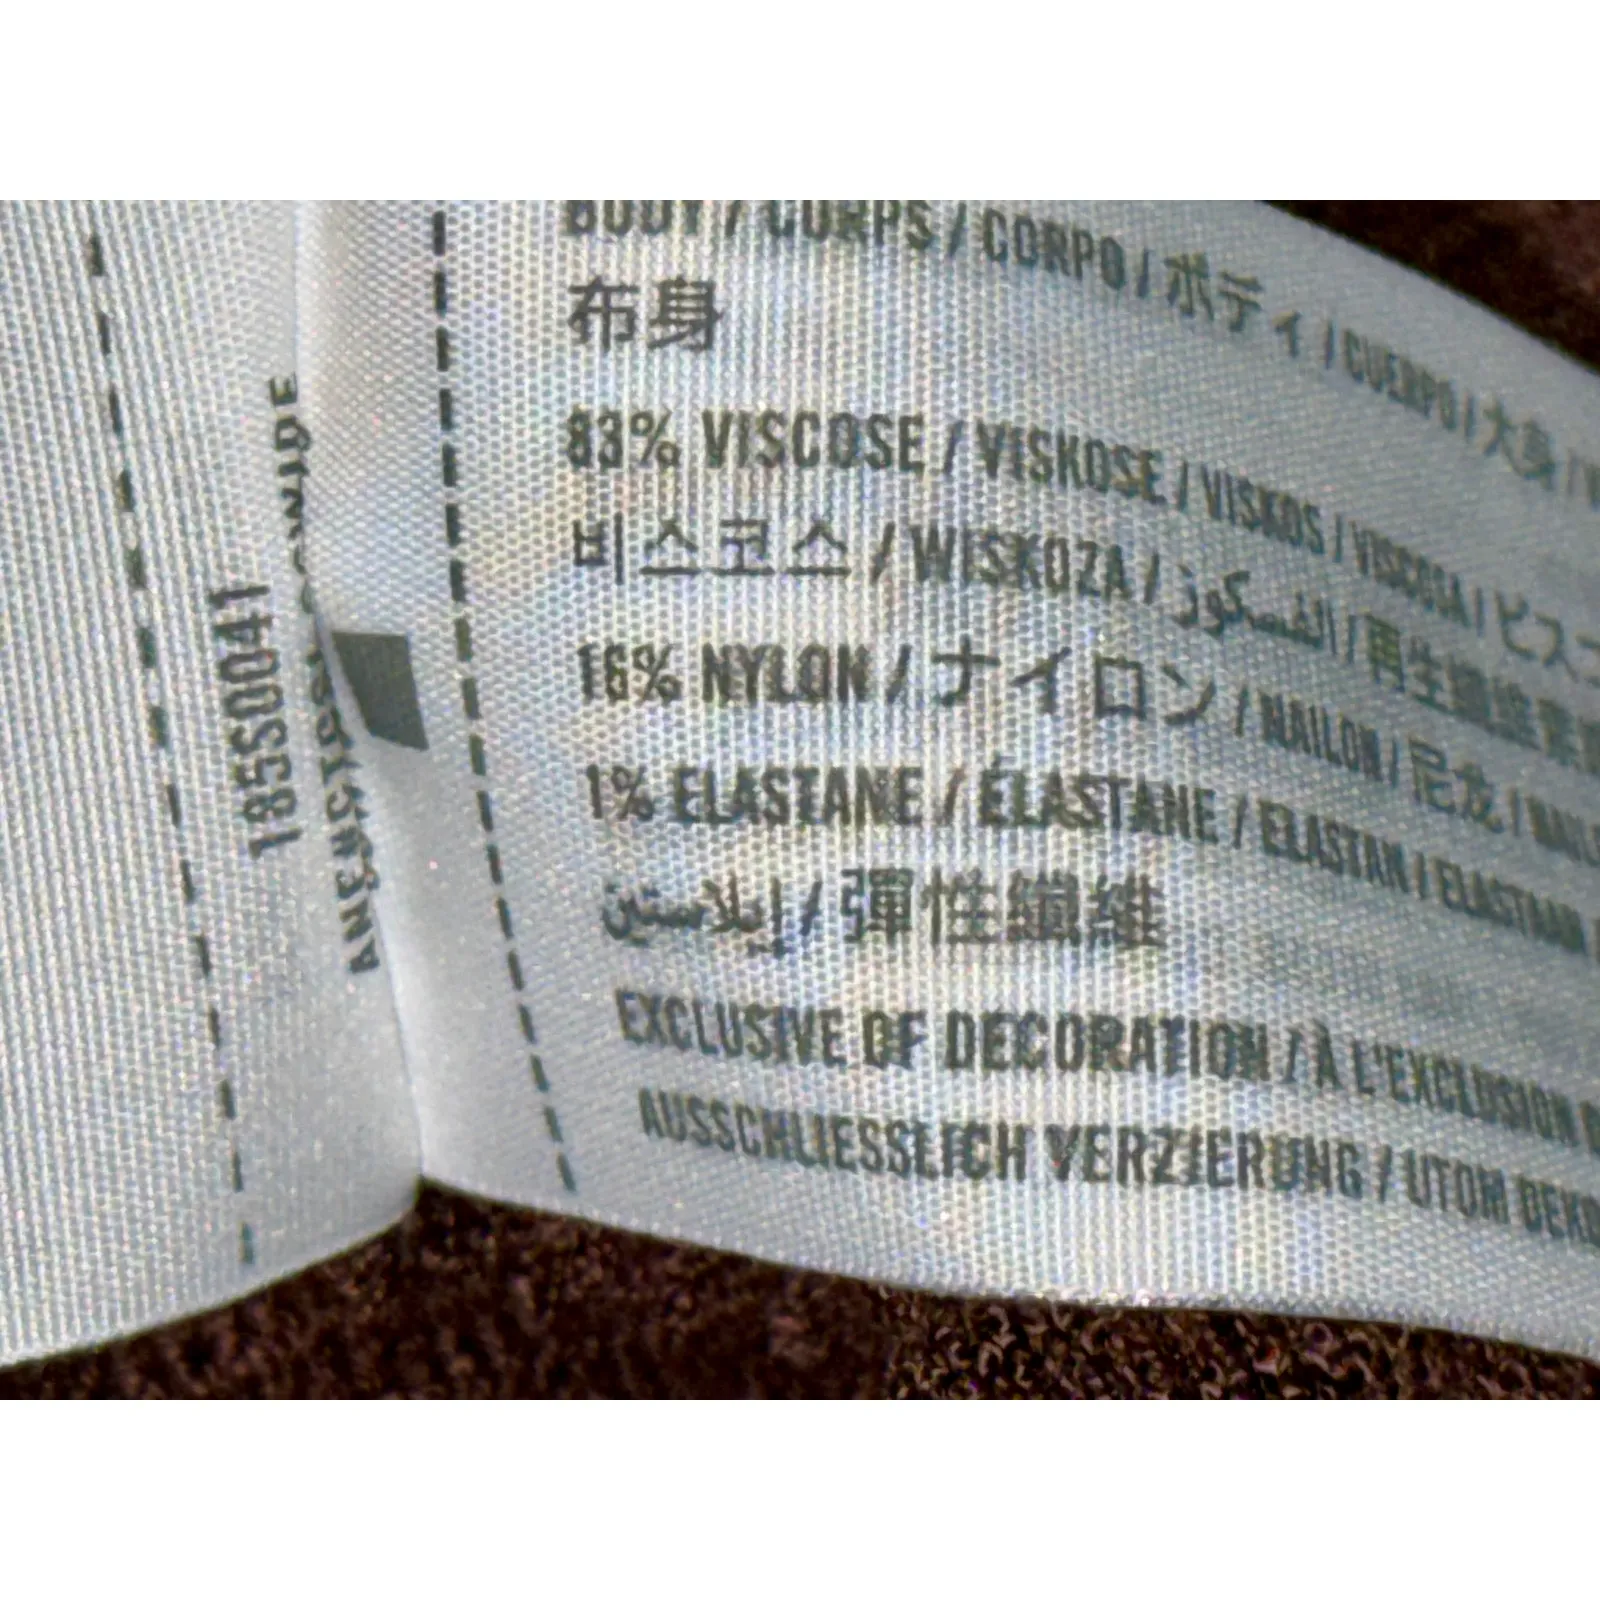 BODY / CORPS / CORPO / ボディ / CUERPO / 大身 /
布身
83% VISCOSE / VISKOSE / VISKOS / VISCOSA / ビスコ
비스코스 / WISKOZA / الفسكوز / 再生纖維素
16% NYLON / ナイロン / NAILON / 尼龙 /
1% ELASTANE / ÉLASTANE / ELASTAN / ELASTAAN
إيلاستين / 彈性纖維
EXCLUSIVE OF DECORATION / À L'EXCLUSION
AUSSCHLIESSLICH VERZIERUNG / UTOM DEKO
185S0041